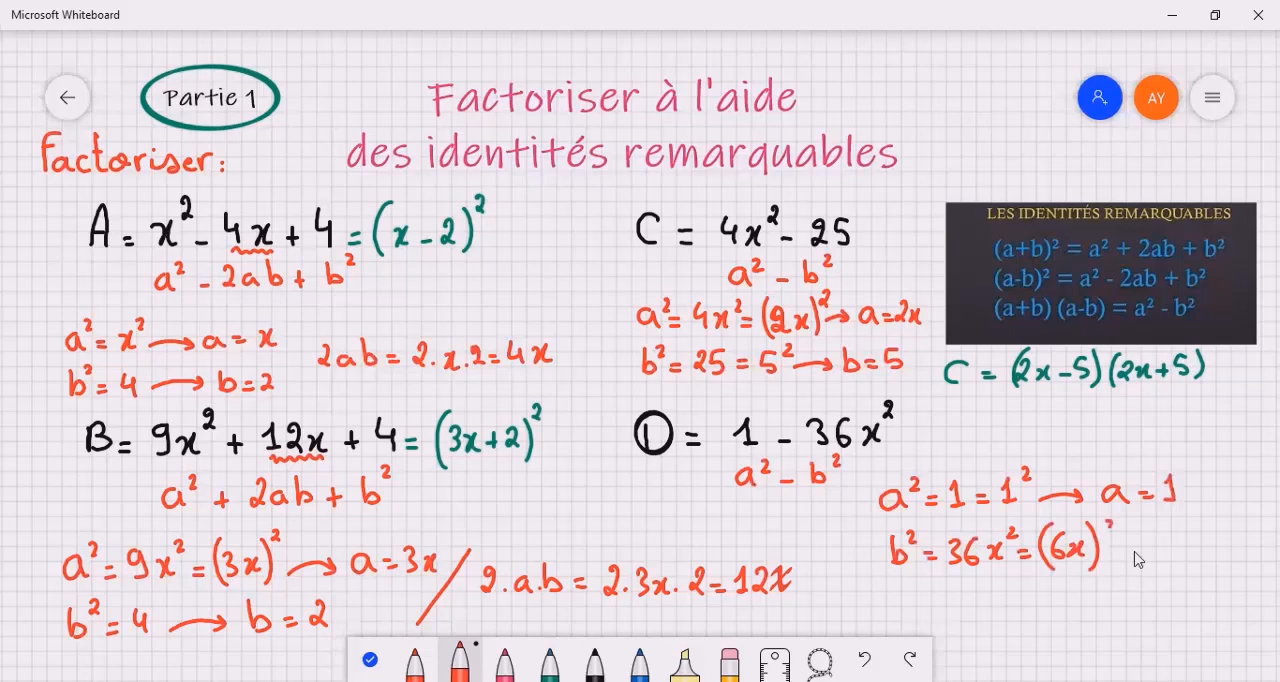 Microsoft Whiteboard
Partie 1
Factoriser à l'aide
des identités remarquables
AY
Factoriser :
A = x² - 4x + 4 = (x - 2)²
a² - 2ab + b²
a² = x² → a = x
b² = 4 → b = 2
2ab = 2.x.2 = 4x
B = 9x² + 12x + 4 = (3x + 2)²
a² + 2ab + b²
a² = 9x² = (3x)² → a = 3x
b² = 4 → b = 2
/ 2.a.b = 2.3x.2 = 12x
C = 4x² - 25
a² - b²
a² = 4x² = (2x)² → a = 2x
b² = 25 = 5² → b = 5
LES IDENTITÉS REMARQUABLES
(a+b)² = a² + 2ab + b²
(a-b)² = a² - 2ab + b²
(a+b) (a-b) = a² - b²
C = (2x - 5)(2x + 5)
D = 1 - 36x²
a² - b²
a² = 1 = 1² → a = 1
b² = 36x² = (6x)²